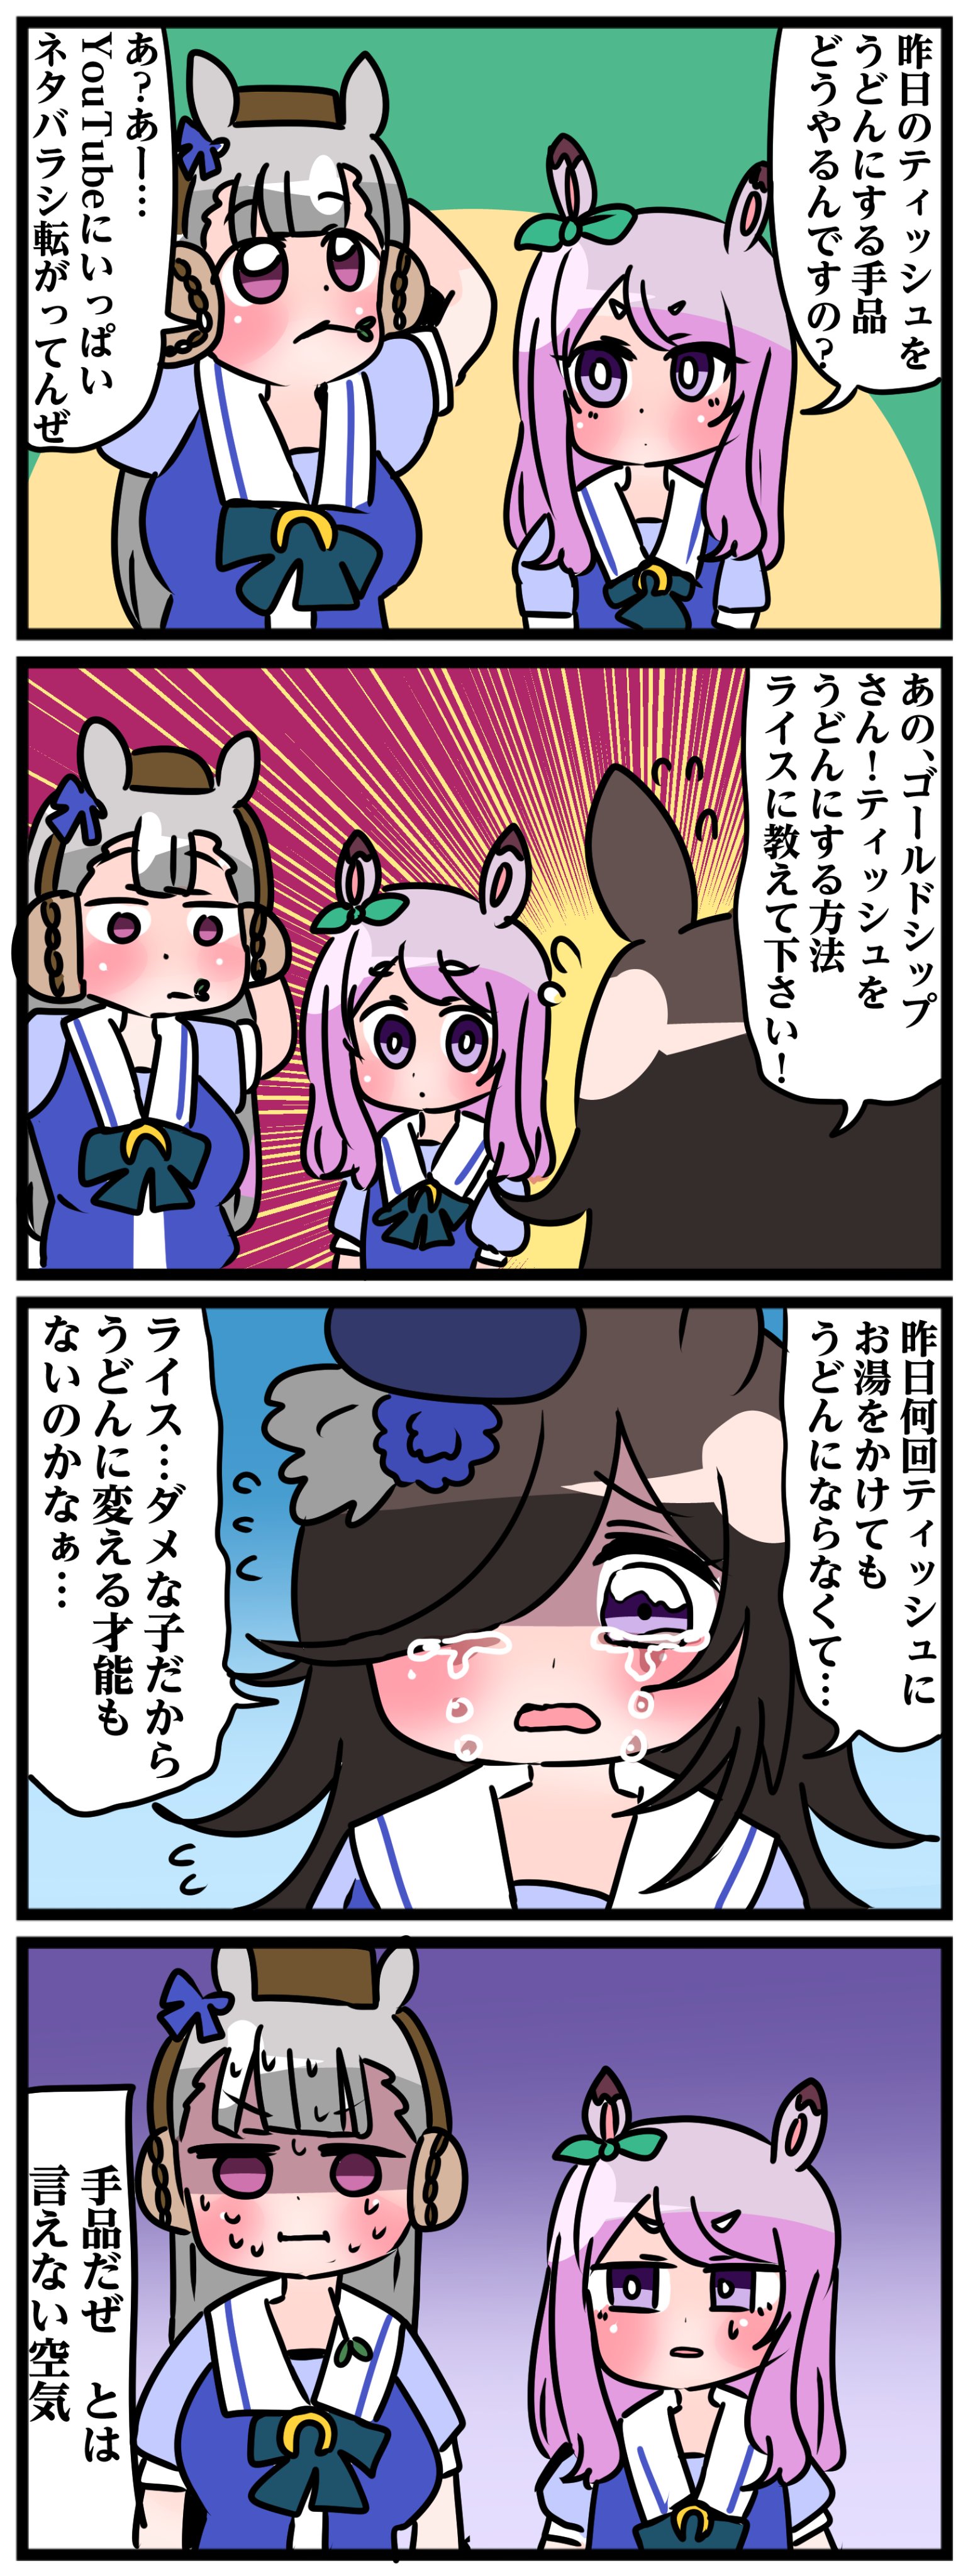 昨日のティッシュを
うどんにする手品
どうやるんですの?
あ?あー…
YouTubeにいっぱい
ネタバラシ転がってんぜ
あの、ゴールドシップ
さん!ティッシュを
うどんにする方法
ライスに教えて下さい!
昨日何回ティッシュに
お湯をかけても
うどんにならなくて…
ライス…ダメな子だから
うどんに変える才能も
ないのかなぁ…
手品だぜ とは
言えない空気